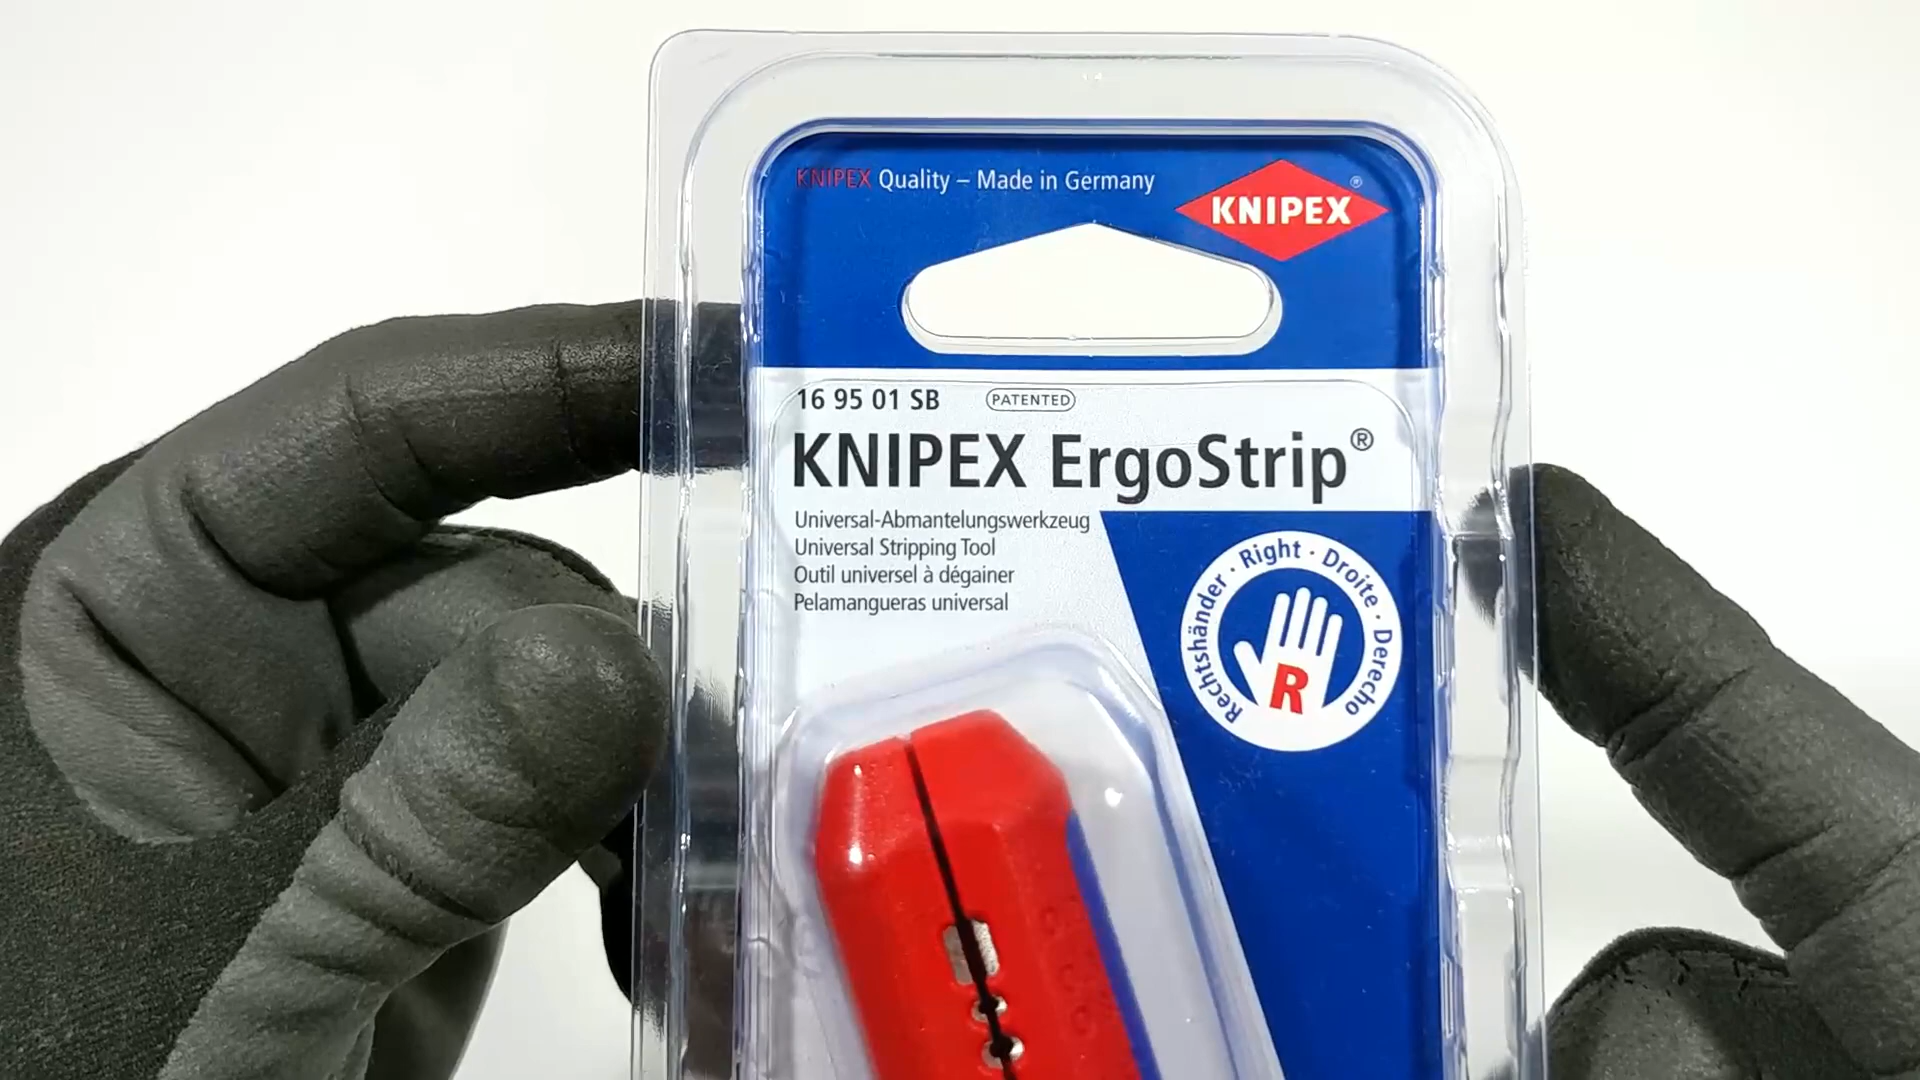 KNIPEX Quality – Made in Germany
KNIPEX ®
16 95 01 SB PATENTED
KNIPEX ErgoStrip®
Universal-Abmantelungswerkzeug
Universal Stripping Tool
Outil universel à dégainer
Pelamangueras universal
Rechtshänder · Right · Droite · Derecho
R